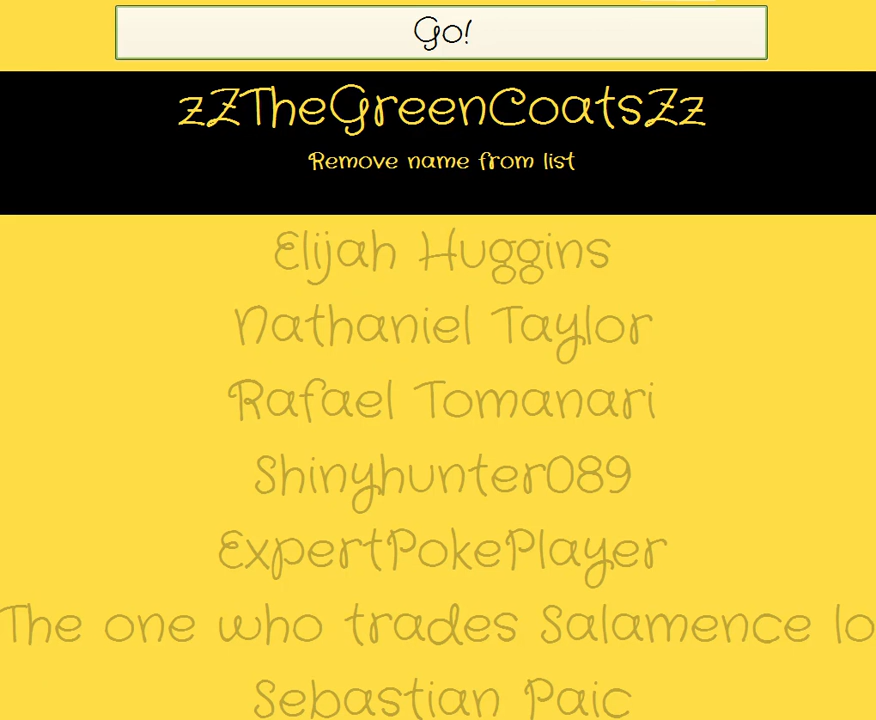 Go!
zZTheGreenCoatsZz
Remove name from list
Elijah Huggins
Nathaniel Taylor
Rafael Tomanari
Shinyhunter089
ExpertPokePlayer
The one who trades Salamence lo
Sebastian Paic